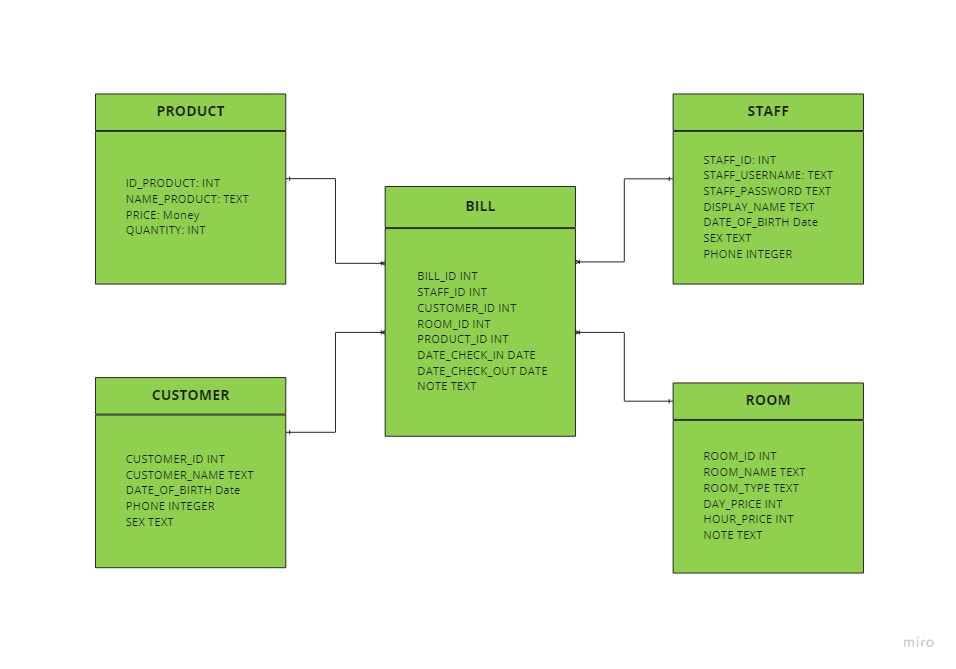 PRODUCT
ID_PRODUCT: INT
NAME_PRODUCT: TEXT
PRICE: Money
QUANTITY: INT
STAFF
STAFF_ID: INT
STAFF_USERNAME: TEXT
STAFF_PASSWORD TEXT
DISPLAY_NAME TEXT
DATE_OF_BIRTH Date
SEX TEXT
PHONE INTEGER
BILL
BILL_ID INT
STAFF_ID INT
CUSTOMER_ID INT
ROOM_ID INT
PRODUCT_ID INT
DATE_CHECK_IN DATE
DATE_CHECK_OUT DATE
NOTE TEXT
CUSTOMER
CUSTOMER_ID INT
CUSTOMER_NAME TEXT
DATE_OF_BIRTH Date
PHONE INTEGER
SEX TEXT
ROOM
ROOM_ID INT
ROOM_NAME TEXT
ROOM_TYPE TEXT
DAY_PRICE INT
HOUR_PRICE INT
NOTE TEXT
miro